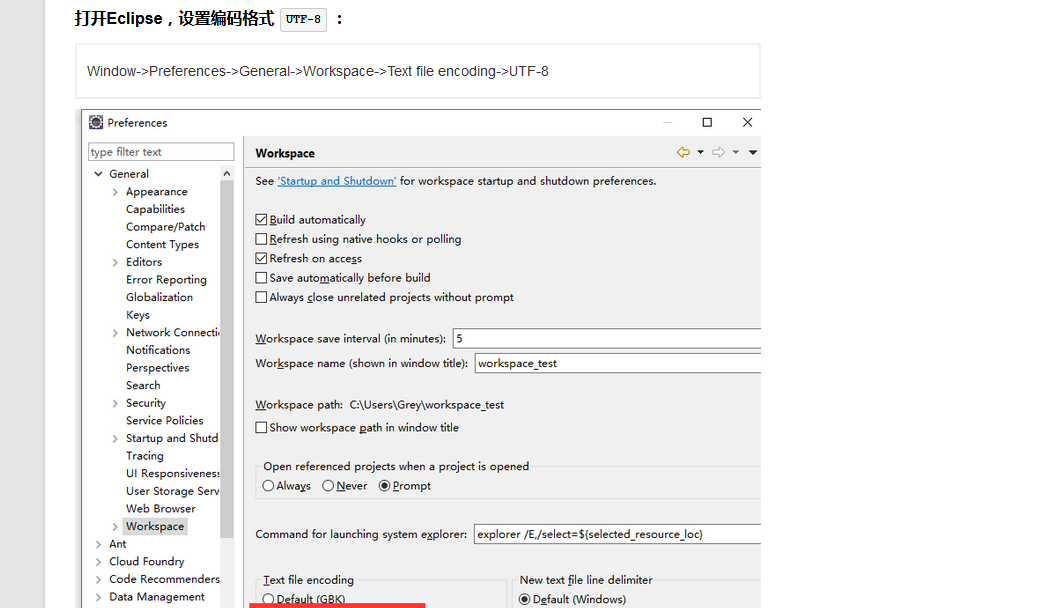 打开Eclipse，设置编码格式 UTF-8 ：
Window->Preferences->General->Workspace->Text file encoding->UTF-8
Preferences
type filter text
General
Appearance
Capabilities
Compare/Patch
Content Types
Editors
Error Reporting
Globalization
Keys
Network Connecti
Notifications
Perspectives
Search
Security
Service Policies
Startup and Shutd
Tracing
UI Responsiveness
User Storage Serv
Web Browser
Workspace
Ant
Cloud Foundry
Code Recommenders
Data Management
Workspace
See 'Startup and Shutdown' for workspace startup and shutdown preferences.
Build automatically
Refresh using native hooks or polling
Refresh on access
Save automatically before build
Always close unrelated projects without prompt
Workspace save interval (in minutes): 5
Workspace name (shown in window title): workspace_test
Workspace path: C:\Users\Grey\workspace_test
Show workspace path in window title
Open referenced projects when a project is opened
Always Never Prompt
Command for launching system explorer: explorer /E,/select=${selected_resource_loc}
Text file encoding
Default (GBK)
New text file line delimiter
Default (Windows)